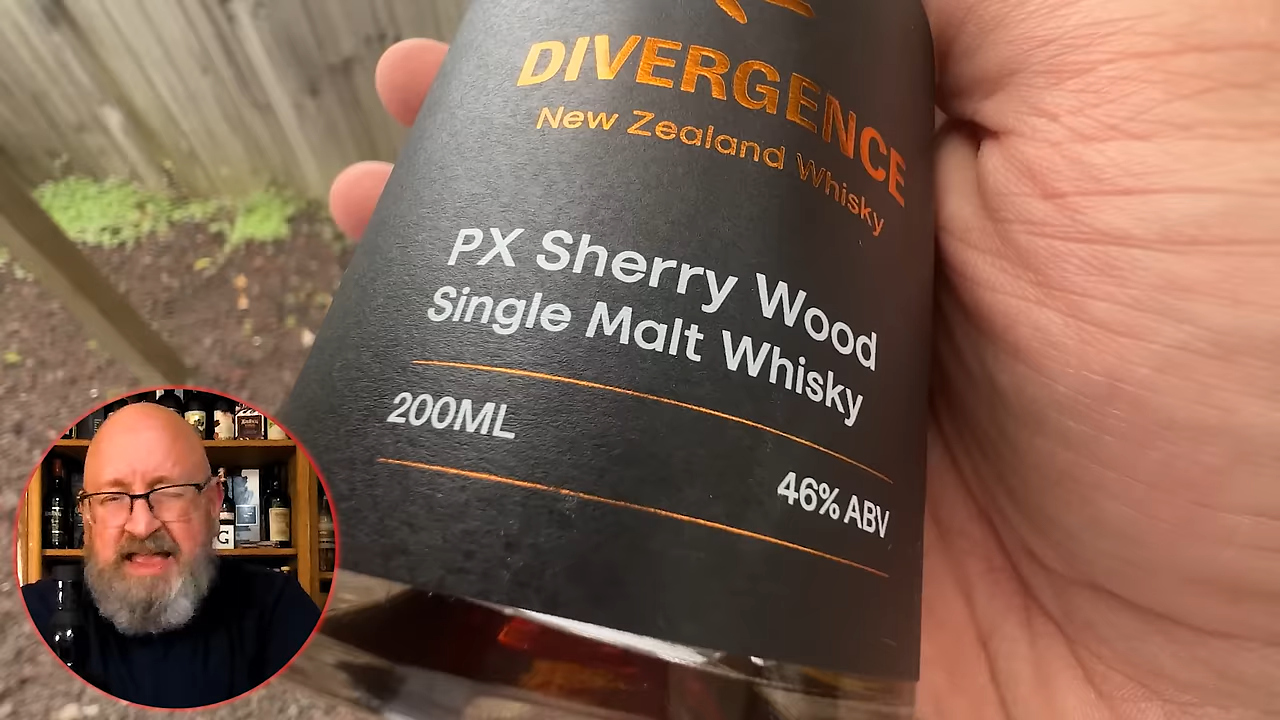 DIVERGENCE
New Zealand Whisky
PX Sherry Wood
Single Malt Whisky
200ML
46% ABV
G